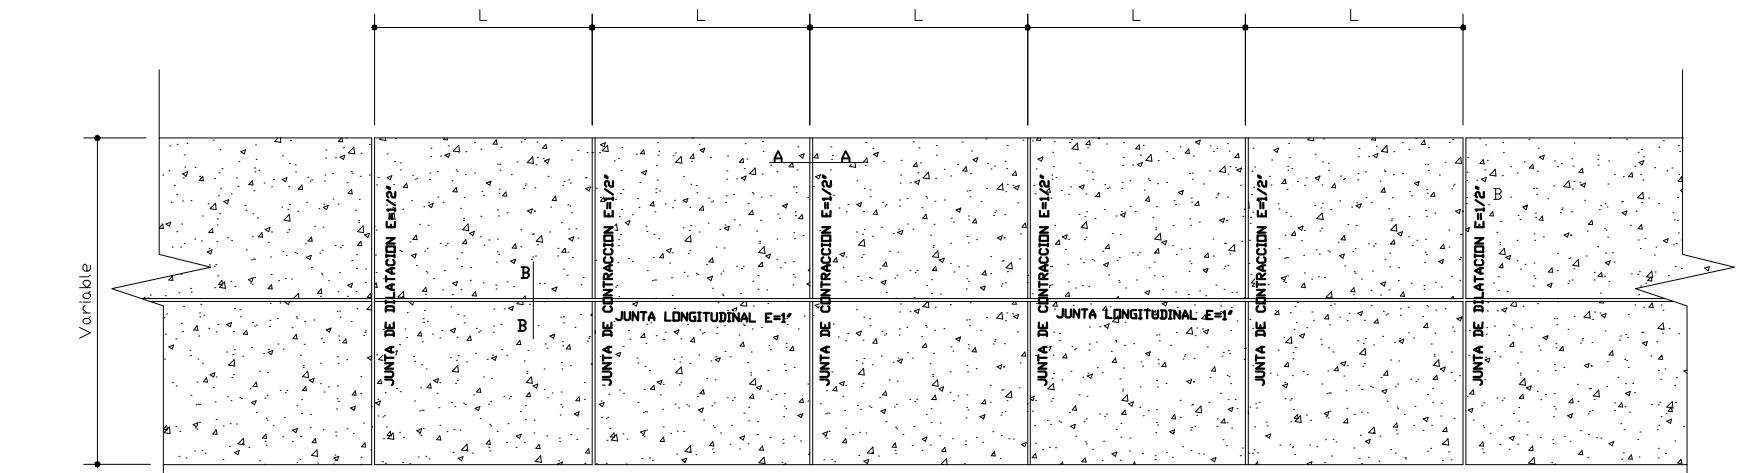 L L L L L
A A
B
JUNTA DE DILATACION E=1/2"
JUNTA DE CONTRACCION E=1/2"
JUNTA DE CONTRACCION E=1/2"
JUNTA DE CONTRACCION E=1/2"
JUNTA DE CONTRACCION E=1/2"
JUNTA DE DILATACION E=1/2"
Variable
B
B
JUNTA LONGITUDINAL E=1"
JUNTA LONGITUDINAL E=1"